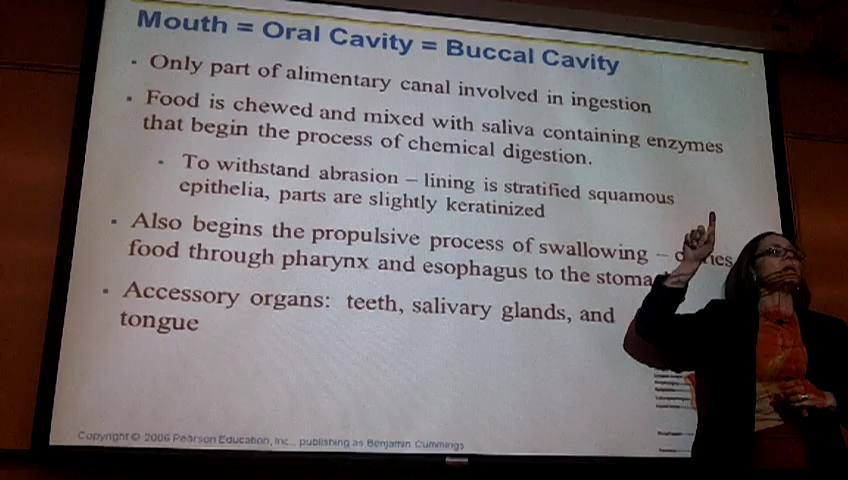 Mouth = Oral Cavity = Buccal Cavity
Only part of alimentary canal involved in ingestion
Food is chewed and mixed with saliva containing enzymes
that begin the process of chemical digestion.
To withstand abrasion – lining is stratified squamous
epithelia, parts are slightly keratinized
Also begins the propulsive process of swallowing –
food through pharynx and esophagus to the
Accessory organs: teeth, salivary glands, and
tongue
Copyright © 2006 Pearson Education, Inc., publishing as Benjamin Cummings